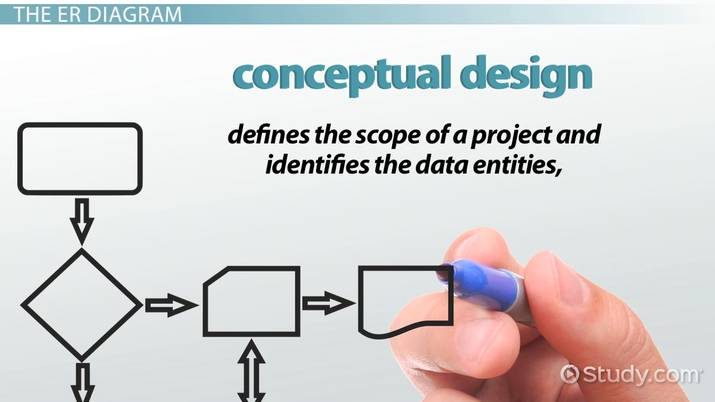 THE ER DIAGRAM
conceptual design
defines the scope of a project and
identifies the data entities,
Study.com